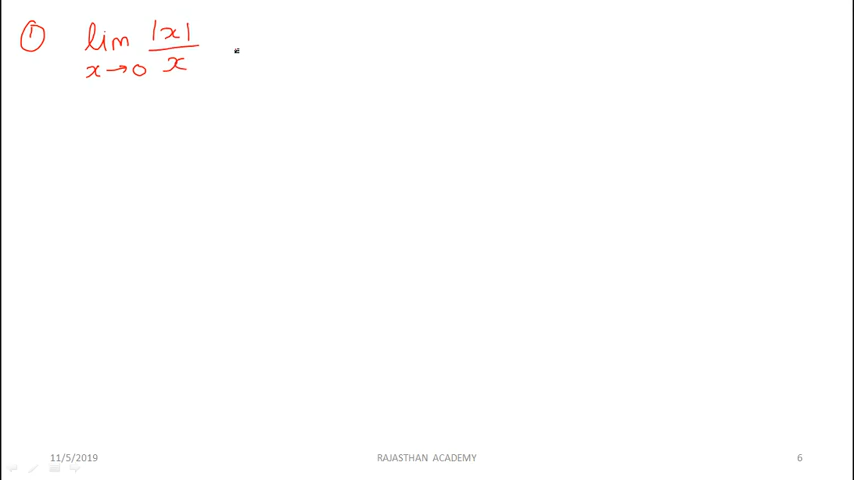 ① lim |x|/x
x→0
11/5/2019 RAJASTHAN ACADEMY 6